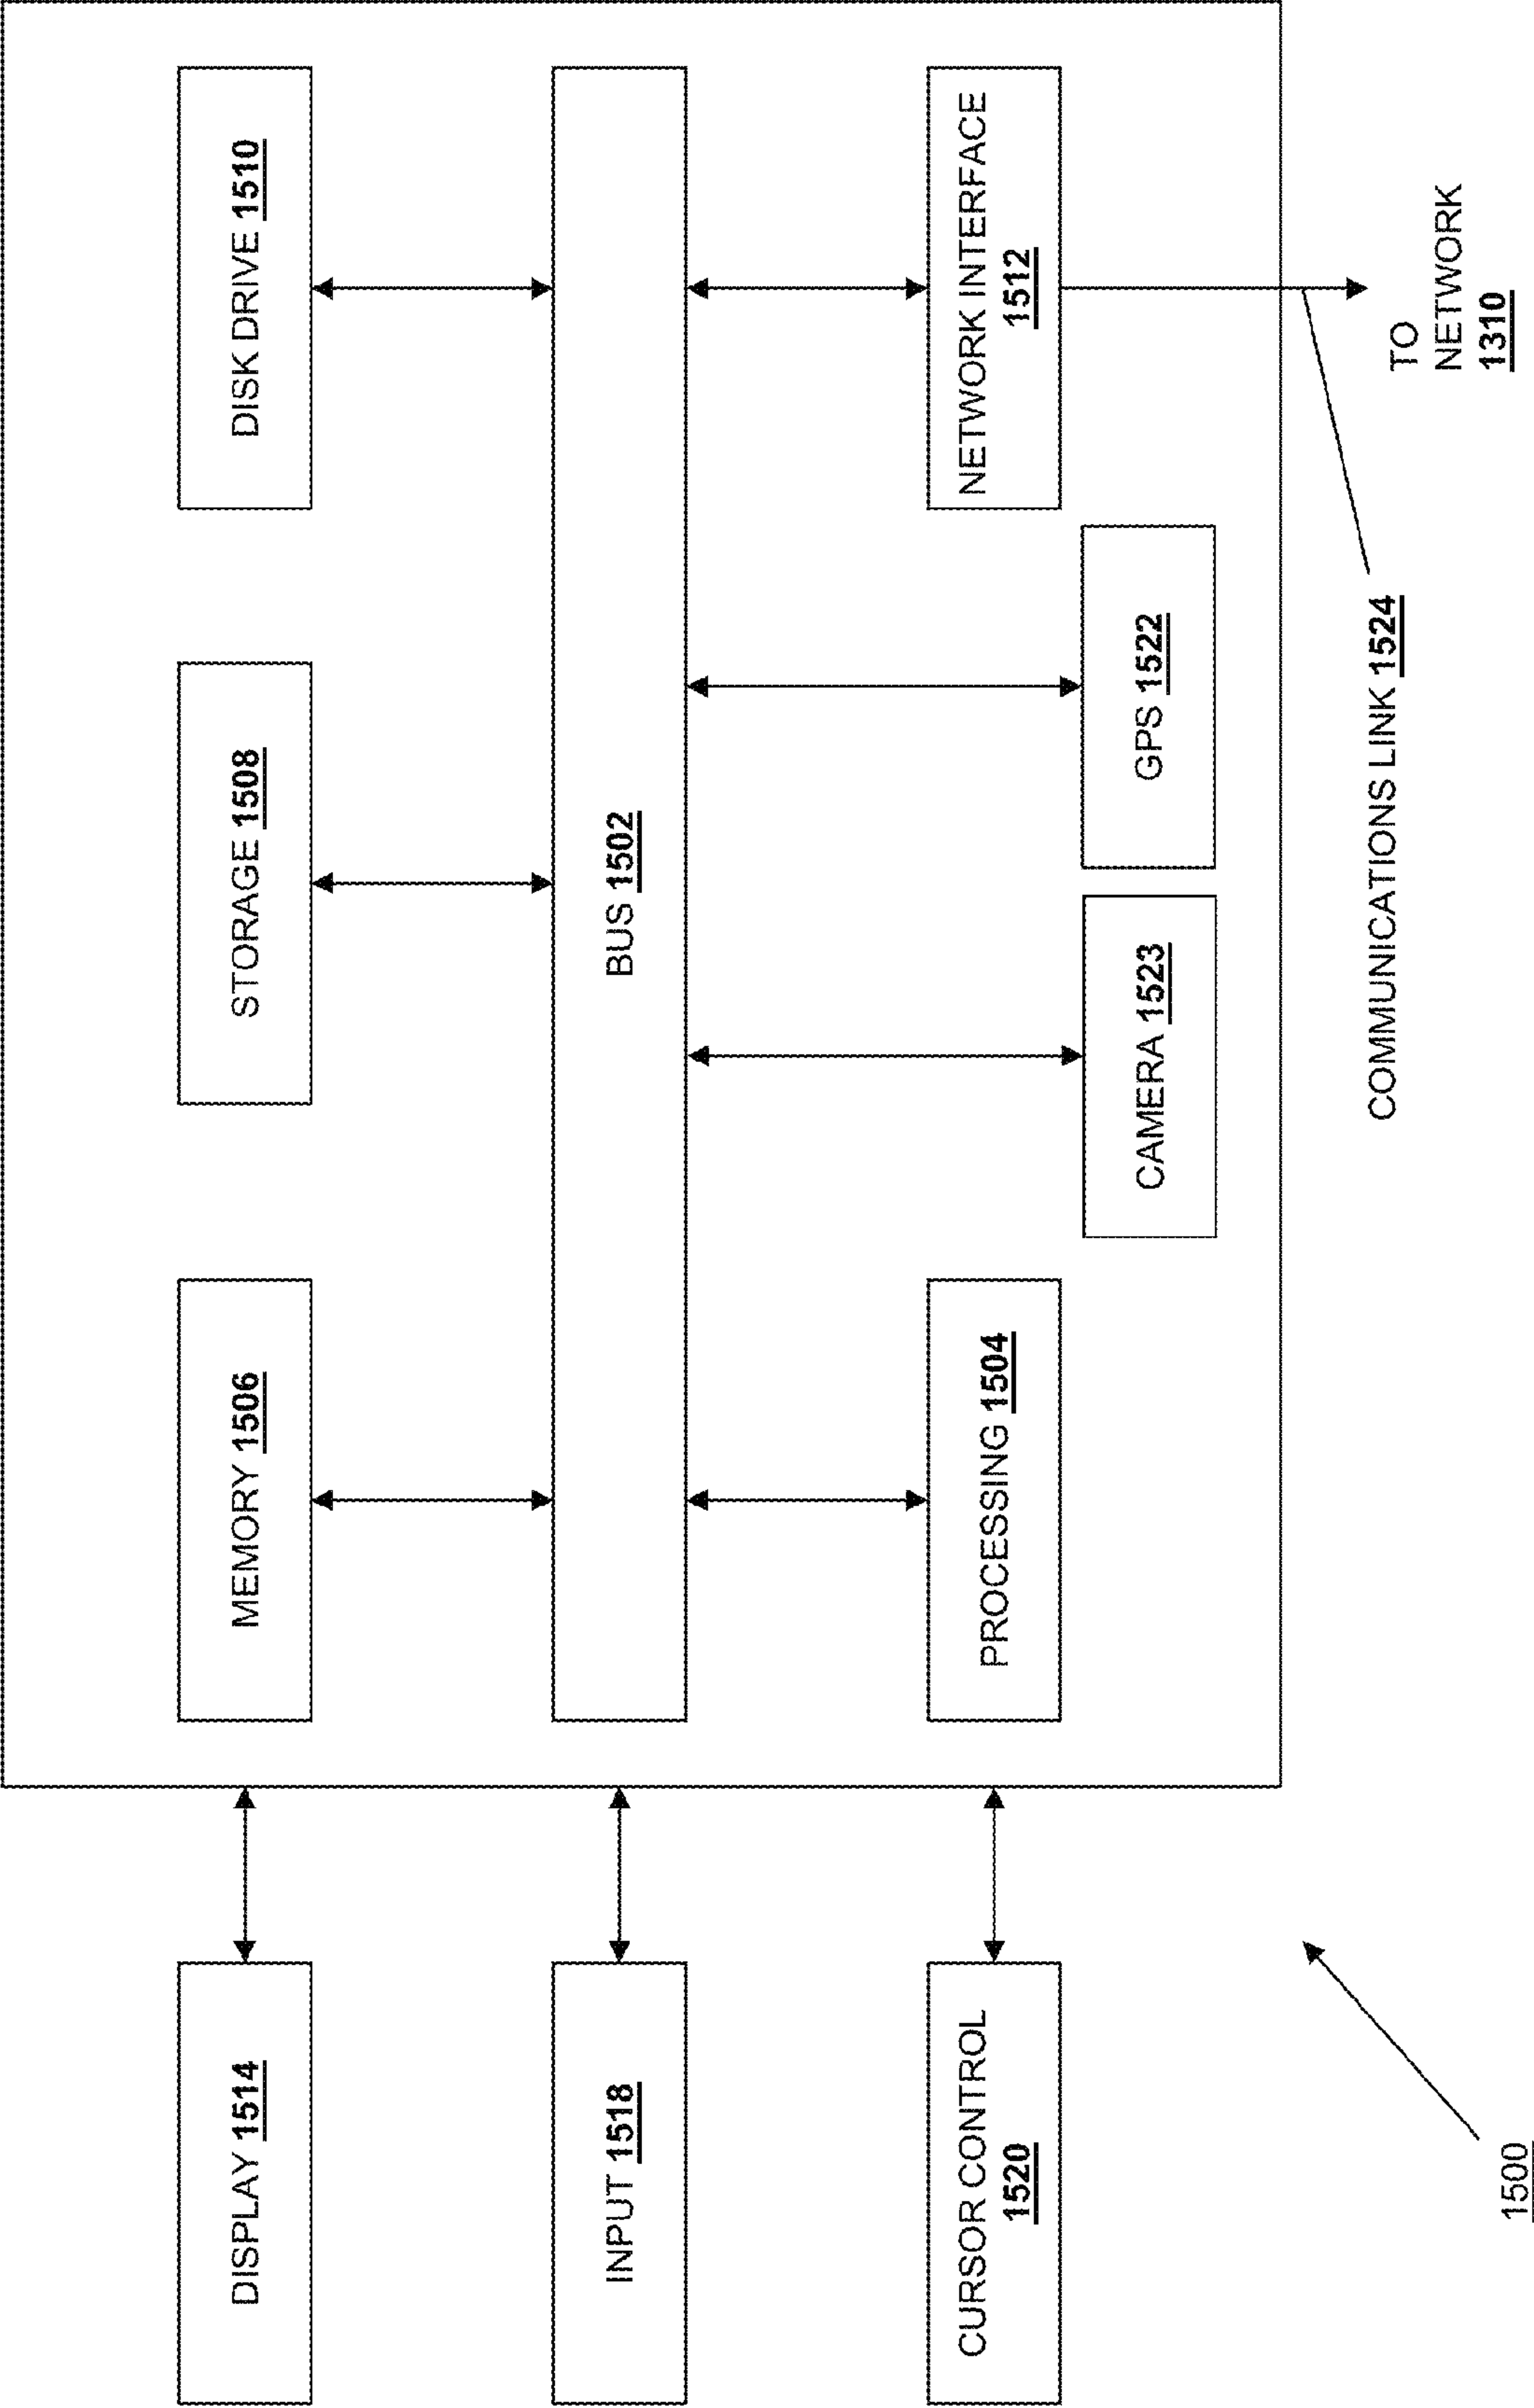 DISPLAY 1514
MEMORY 1506
STORAGE 1508
DISK DRIVE 1510
INPUT 1518
BUS 1502
CURSOR CONTROL
1520
PROCESSING 1504
NETWORK INTERFACE
1512
CAMERA 1523
GPS 1522
COMMUNICATIONS LINK 1524
TO
NETWORK
1310
1500